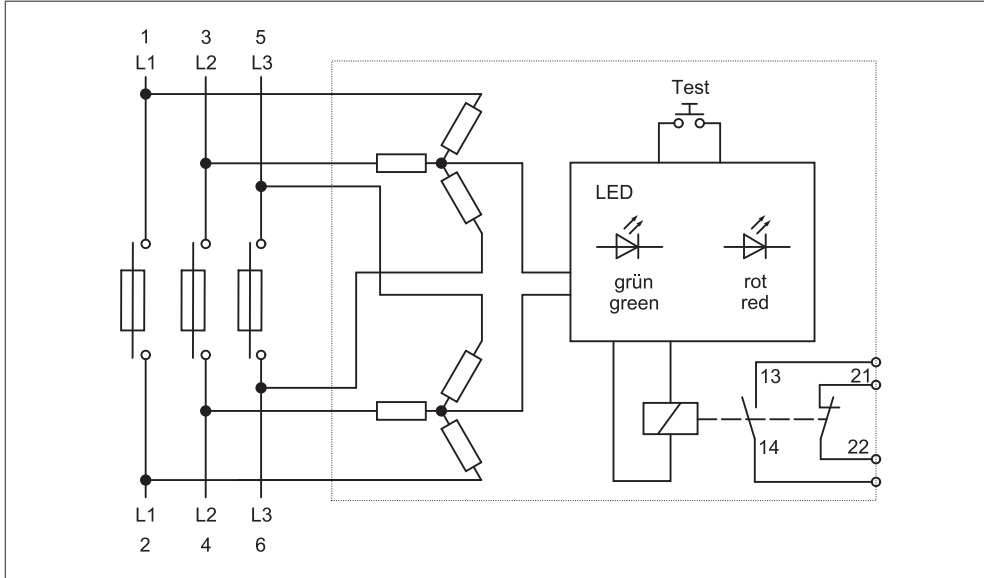 1 3 5
L1 L2 L3
Test
LED
grün
green
rot
red
13
21
14
22
L1 L2 L3
2 4 6